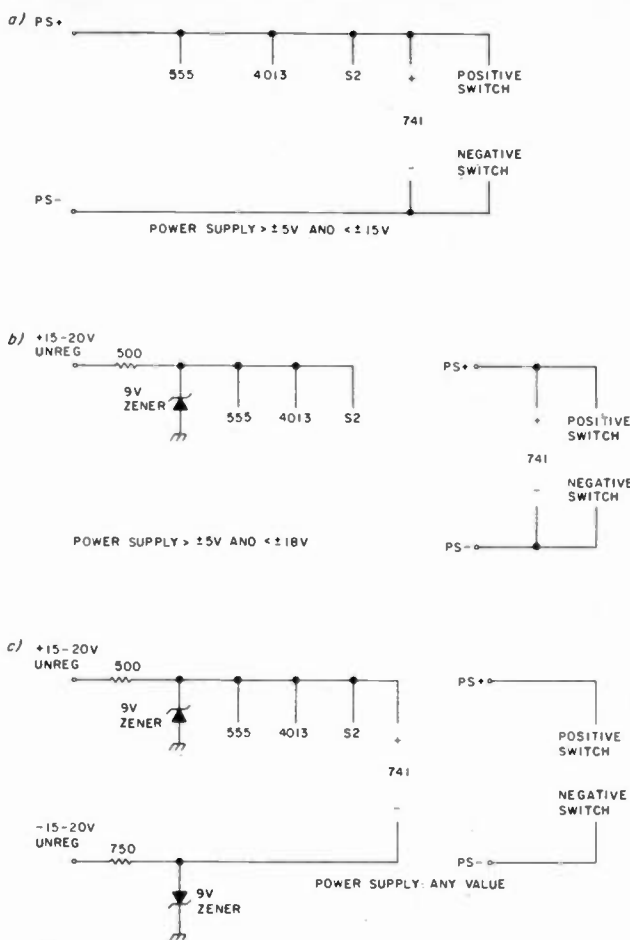 a) PS+
555 4013 S2 + POSITIVE
SWITCH
741
NEGATIVE
SWITCH
-
PS-
POWER SUPPLY > ±5V AND < ±15V
b) +15-20V
UNREG
500
9V
ZENER
555 4013 S2
PS+
+ POSITIVE
SWITCH
741
- NEGATIVE
SWITCH
PS-
POWER SUPPLY > ±5V AND < ±18V
c) +15-20V
UNREG
500
9V
ZENER
555 4013 S2
+
741
-
PS+
POSITIVE
SWITCH
NEGATIVE
SWITCH
PS-
-15-20V
UNREG
750
9V
ZENER
POWER SUPPLY: ANY VALUE